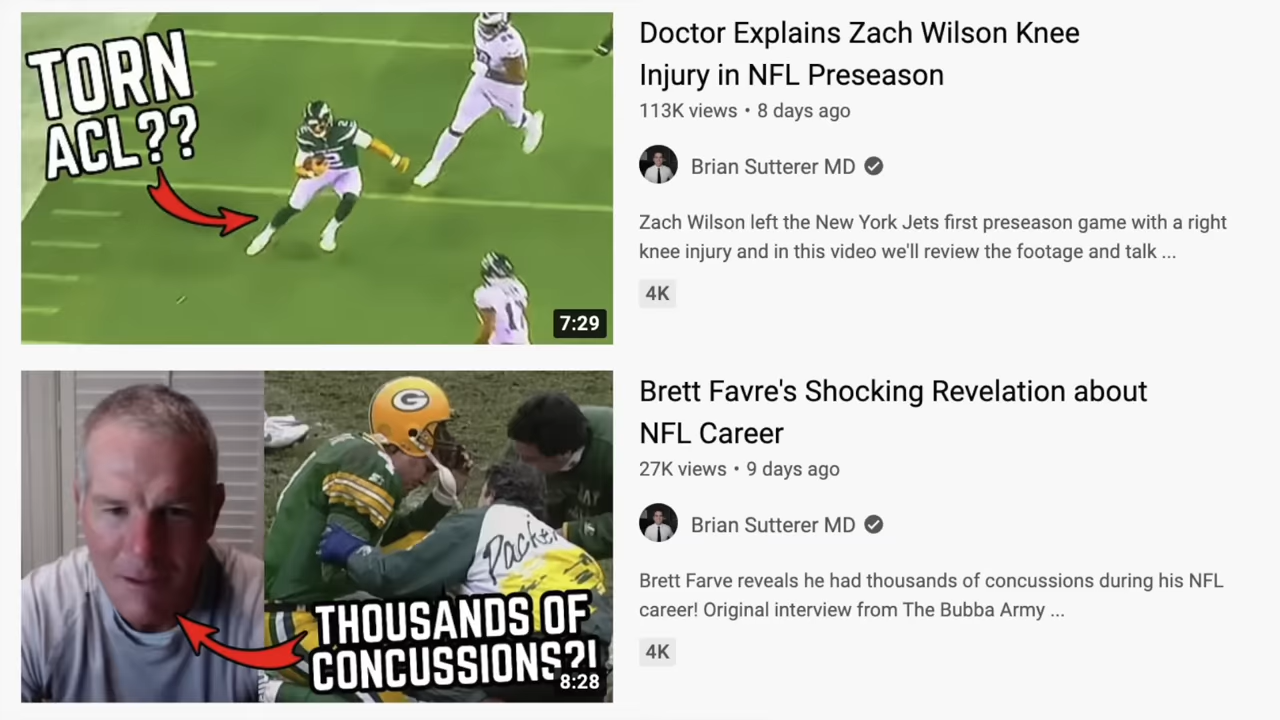 TORN
ACL??
2
17
7:29
Doctor Explains Zach Wilson Knee
Injury in NFL Preseason
113K views • 8 days ago
Brian Sutterer MD
Zach Wilson left the New York Jets first preseason game with a right
knee injury and in this video we'll review the footage and talk ...
4K
G
Packers
THOUSANDS OF
CONCUSSIONS?!
8:28
Brett Favre's Shocking Revelation about
NFL Career
27K views • 9 days ago
Brian Sutterer MD
Brett Farve reveals he had thousands of concussions during his NFL
career! Original interview from The Bubba Army ...
4K